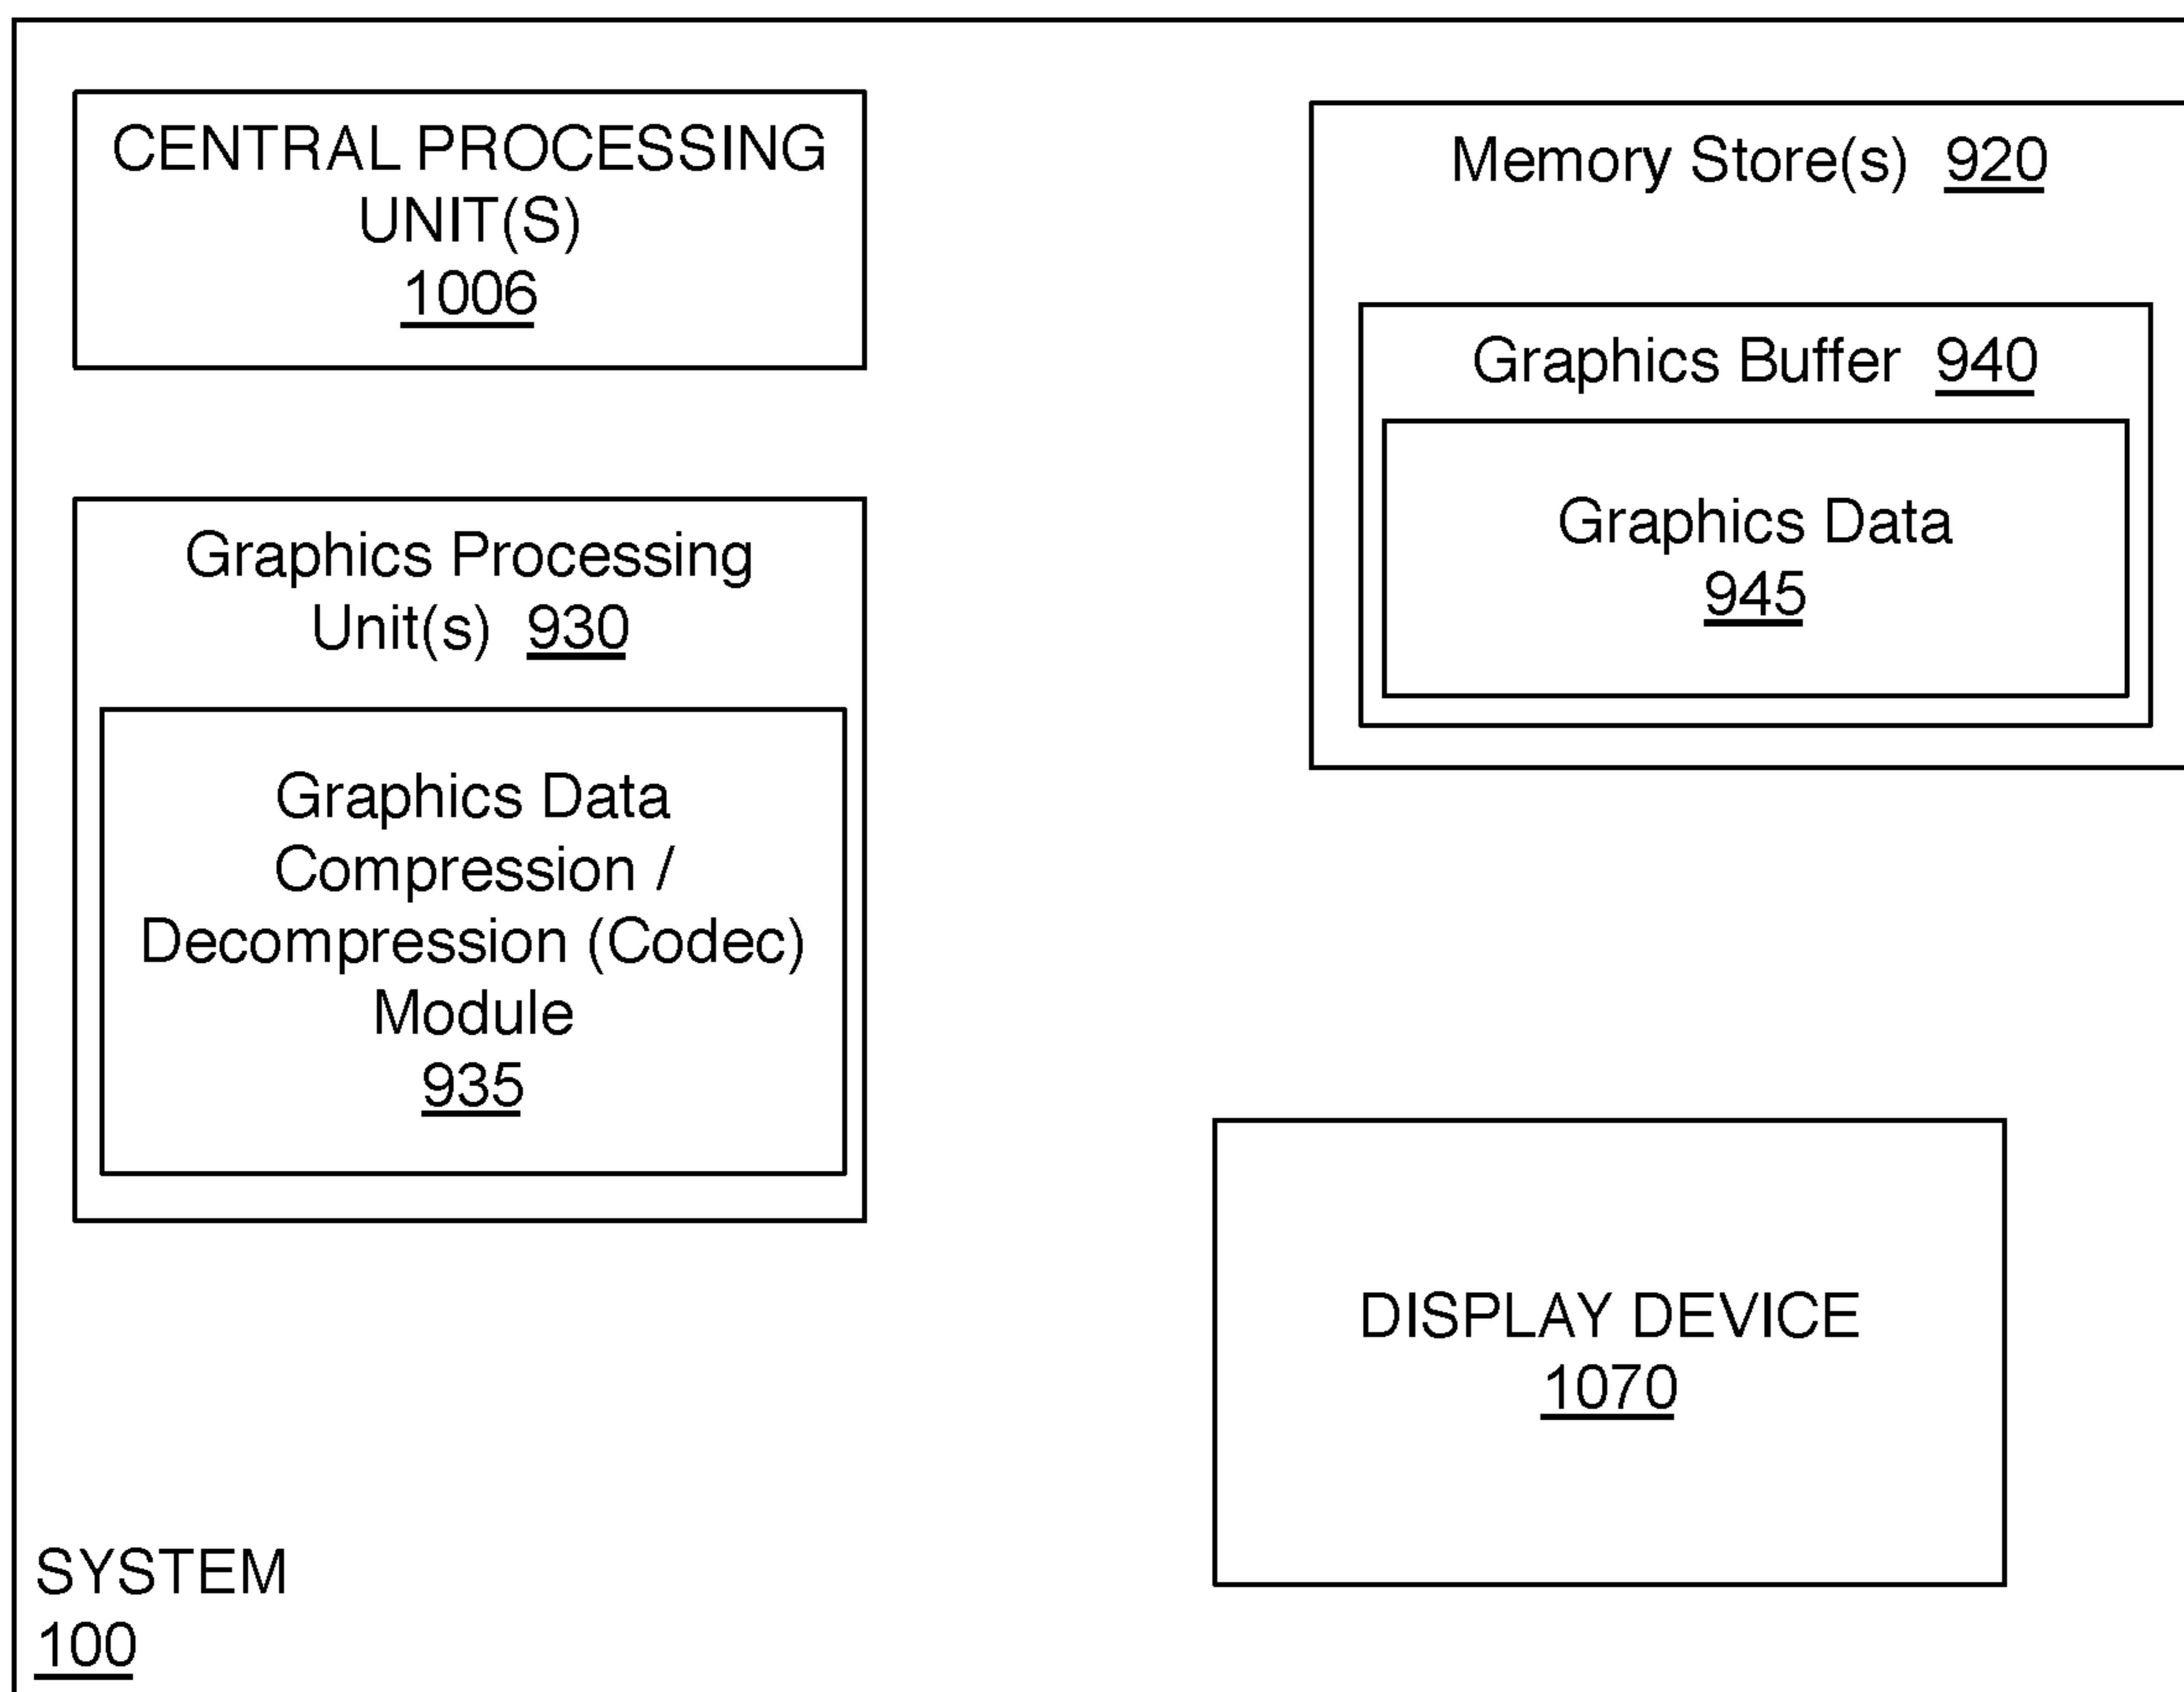 CENTRAL PROCESSING
UNIT(S)
1006
Graphics Processing
Unit(s) 930
Graphics Data
Compression /
Decompression (Codec)
Module
935
Memory Store(s) 920
Graphics Buffer 940
Graphics Data
945
DISPLAY DEVICE
1070
SYSTEM
100